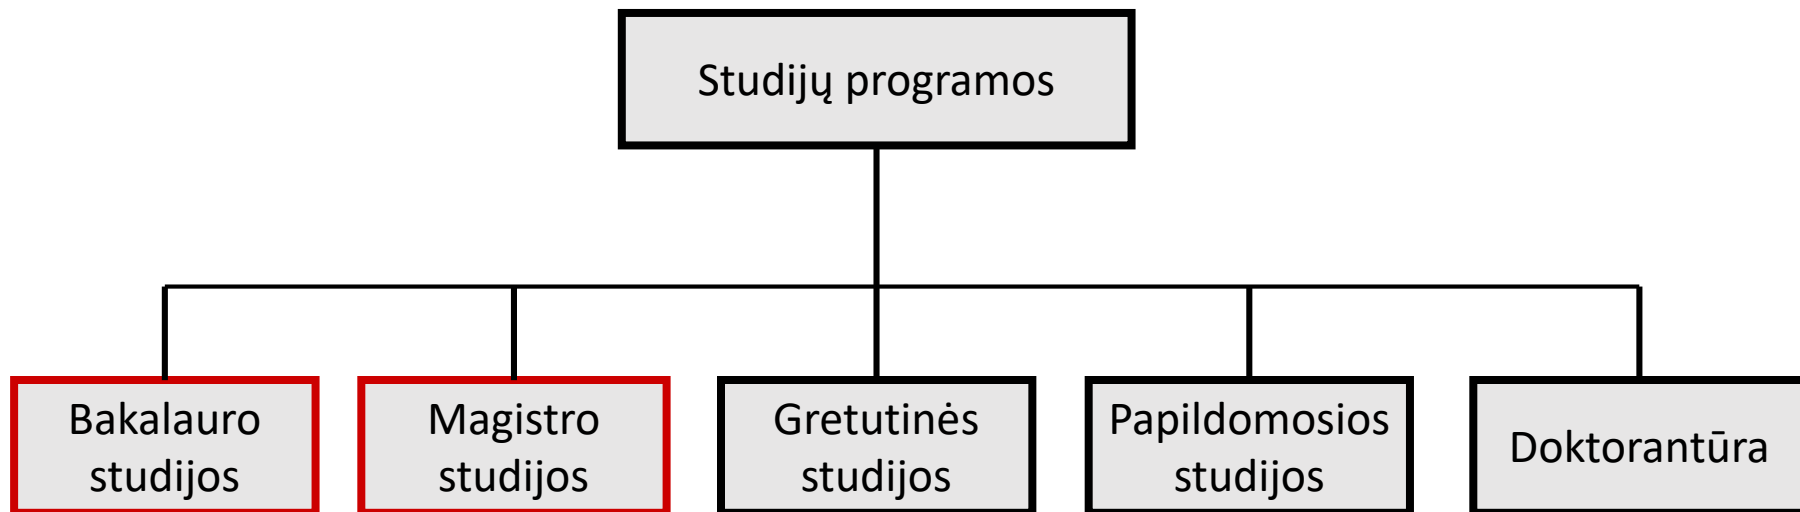 Studijų programos
Bakalauro
studijos
Magistro
studijos
Gretutinės
studijos
Papildomosios
studijos
Doktorantūra